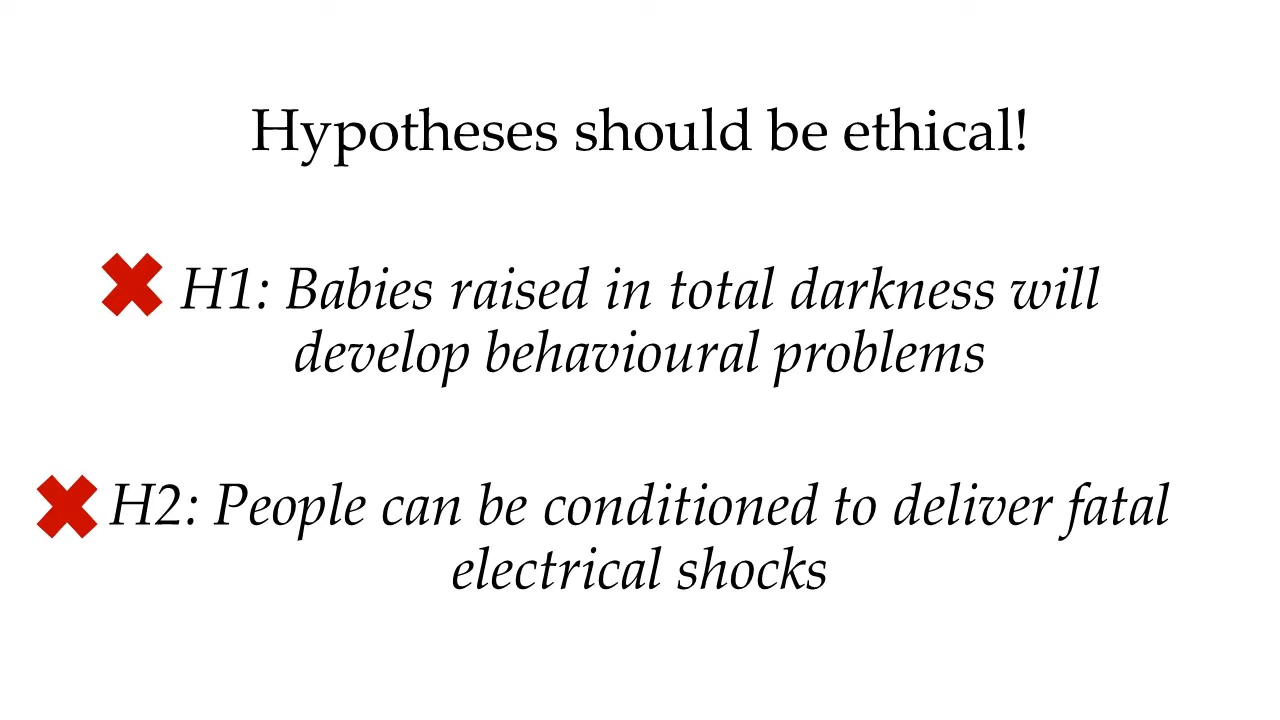 Hypotheses should be ethical!
H1: Babies raised in total darkness will
develop behavioural problems
H2: People can be conditioned to deliver fatal
electrical shocks